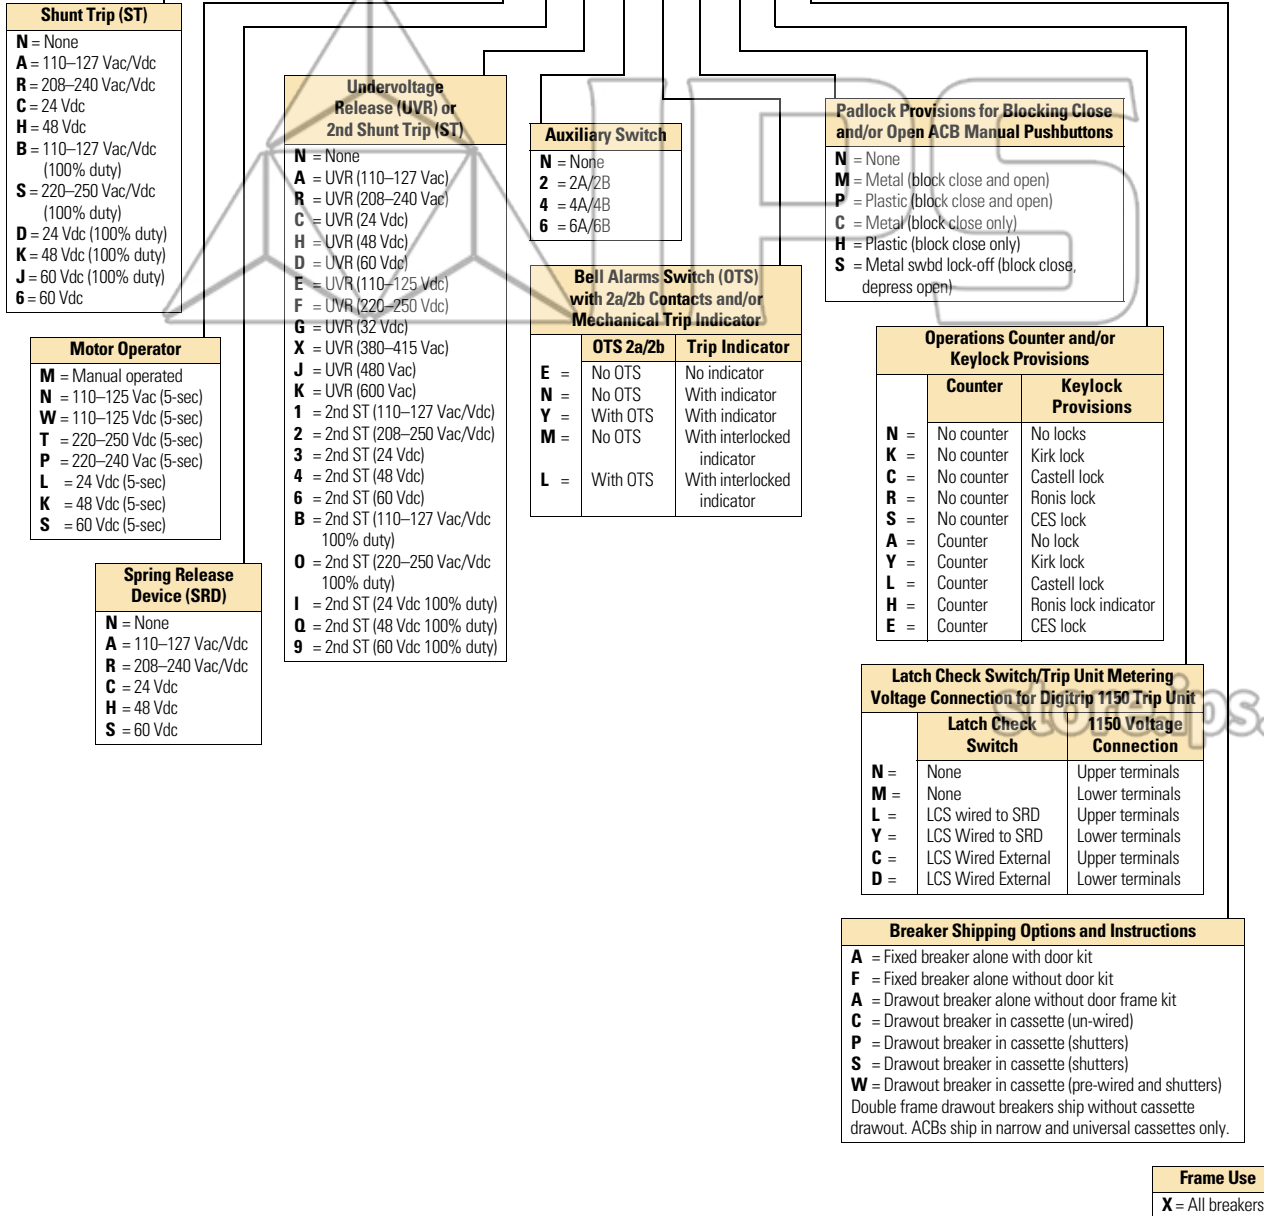 Shunt Trip (ST)
N = None
A = 110–127 Vac/Vdc
R = 208–240 Vac/Vdc
C = 24 Vdc
H = 48 Vdc
B = 110–127 Vac/Vdc
(100% duty)
S = 220–250 Vac/Vdc
(100% duty)
D = 24 Vdc (100% duty)
K = 48 Vdc (100% duty)
J = 60 Vdc (100% duty)
6 = 60 Vdc
Motor Operator
M = Manual operated
N = 110–125 Vac (5-sec)
W = 110–125 Vdc (5-sec)
T = 220–250 Vdc (5-sec)
P = 220–240 Vac (5-sec)
L = 24 Vdc (5-sec)
K = 48 Vdc (5-sec)
S = 60 Vdc (5-sec)
Spring Release
Device (SRD)
N = None
A = 110–127 Vac/Vdc
R = 208–240 Vac/Vdc
C = 24 Vdc
H = 48 Vdc
S = 60 Vdc
Undervoltage
Release (UVR) or
2nd Shunt Trip (ST)
N = None
A = UVR (110–127 Vac)
R = UVR (208–240 Vac)
C = UVR (24 Vdc)
H = UVR (48 Vdc)
D = UVR (60 Vdc)
E = UVR (110–125 Vdc)
F = UVR (220–250 Vdc)
G = UVR (32 Vdc)
X = UVR (380–415 Vac)
J = UVR (480 Vac)
K = UVR (600 Vac)
1 = 2nd ST (110–127 Vac/Vdc)
2 = 2nd ST (208–250 Vac/Vdc)
3 = 2nd ST (24 Vdc)
4 = 2nd ST (48 Vdc)
6 = 2nd ST (60 Vdc)
B = 2nd ST (110–127 Vac/Vdc
100% duty)
O = 2nd ST (220–250 Vac/Vdc
100% duty)
I = 2nd ST (24 Vdc 100% duty)
Q = 2nd ST (48 Vdc 100% duty)
9 = 2nd ST (60 Vdc 100% duty)
Auxiliary Switch
N = None
2 = 2A/2B
4 = 4A/4B
6 = 6A/6B
Bell Alarms Switch (OTS)
with 2a/2b Contacts and/or
Mechanical Trip Indicator
OTS 2a/2b Trip Indicator
E = No OTS No indicator
N = No OTS With indicator
Y = With OTS With indicator
M = No OTS With interlocked
indicator
L = With OTS With interlocked
indicator
Padlock Provisions for Blocking Close
and/or Open ACB Manual Pushbuttons
N = None
M = Metal (block close and open)
P = Plastic (block close and open)
C = Metal (block close only)
H = Plastic (block close only)
S = Metal swbd lock-off (block close,
depress open)
Operations Counter and/or
Keylock Provisions
Counter Keylock
Provisions
N = No counter No locks
K = No counter Kirk lock
C = No counter Castell lock
R = No counter Ronis lock
S = No counter CES lock
A = Counter No lock
Y = Counter Kirk lock
L = Counter Castell lock
H = Counter Ronis lock indicator
E = Counter CES lock
Latch Check Switch/Trip Unit Metering
Voltage Connection for Digitrip 1150 Trip Unit
Latch Check 1150 Voltage
Switch Connection
N = None Upper terminals
M = None Lower terminals
L = LCS wired to SRD Upper terminals
Y = LCS Wired to SRD Lower terminals
C = LCS Wired External Upper terminals
D = LCS Wired External Lower terminals
Breaker Shipping Options and Instructions
A = Fixed breaker alone with door kit
F = Fixed breaker alone without door kit
A = Drawout breaker alone without door frame kit
C = Drawout breaker in cassette (un-wired)
P = Drawout breaker in cassette (shutters)
S = Drawout breaker in cassette (shutters)
W = Drawout breaker in cassette (pre-wired and shutters)
Double frame drawout breakers ship without cassette
drawout. ACBs ship in narrow and universal cassettes only.
Frame Use
X = All breakers
IPS
store.ips.